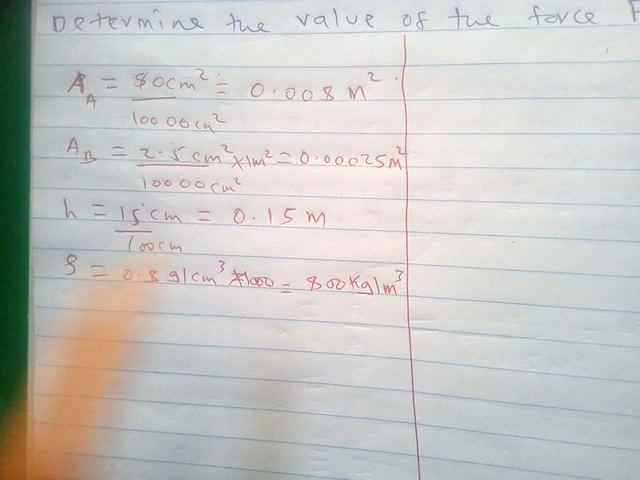 Determine the value of the force F
A_A = 80cm² = 0.008 M²
10000cm²
A_B = 2.5cm² × 1m² = 0.00025M²
10000cm²
h = 15cm = 0.15 M
100cm
ρ = 0.8g/cm³ × 1000 = 800Kg/m³